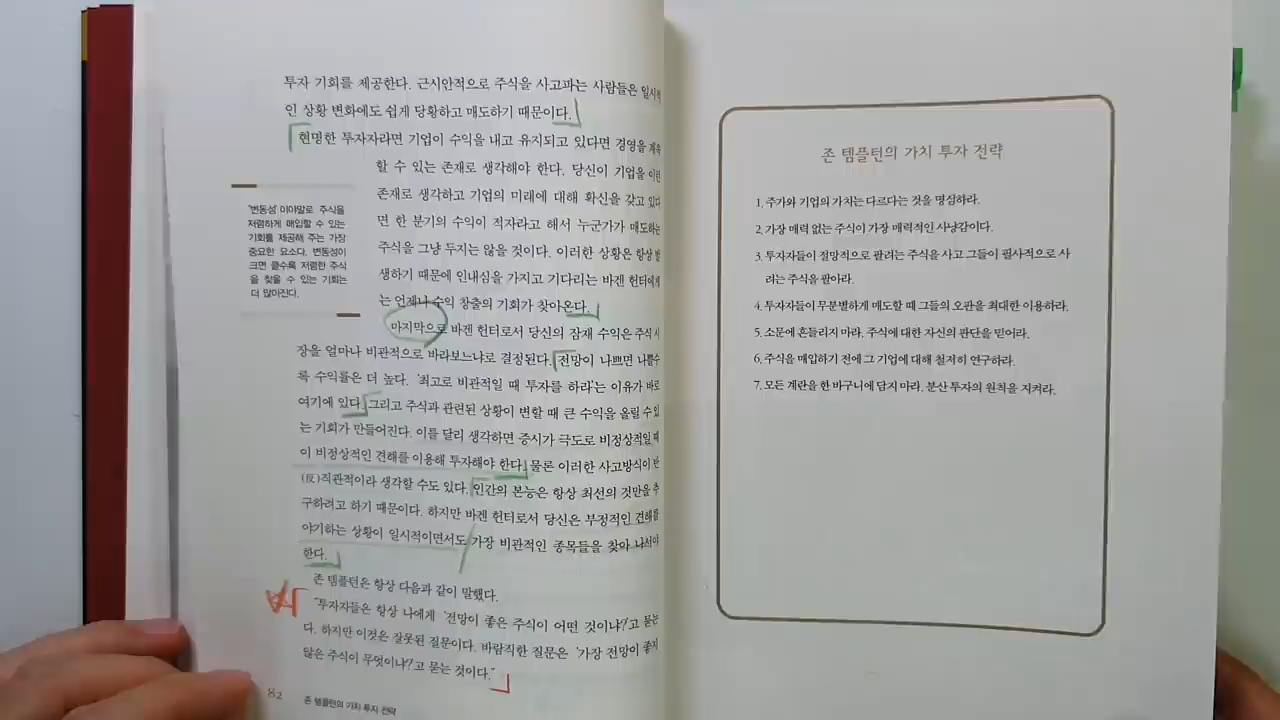 투자 기회를 제공한다. 근시안적으로 주식을 사고파는 사람들은 일시적
인 상황 변화에도 쉽게 당황하고 매도하기 때문이다.
현명한 투자자라면 기업이 수익을 내고 유지되고 있다면 경영을 계속
할 수 있는 존재로 생각해야 한다. 당신이 기업을 이런
존재로 생각하고 기업의 미래에 대해 확신을 갖고 있다
면 한 분기의 수익이 적자라고 해서 누군가가 매도하는
주식을 그냥 두지는 않을 것이다. 이러한 상황은 항상 발
생하기 때문에 인내심을 가지고 기다리는 바겐 헌터에게
는 언제나 수익 창출의 기회가 찾아온다.
'변동성'이야말로 주식을
저렴하게 매입할 수 있는
기회를 제공해 주는 가장
중요한 요소다. 변동성이
크면 클수록 저렴한 주식
을 찾을 수 있는 기회는
더 많아진다.
마지막으로 바겐 헌터로서 당신의 잠재 수익은 주식 시
장을 얼마나 비관적으로 바라보느냐로 결정된다. 전망이 나쁘면 나쁠수
록 수익률은 더 높다. '최고로 비관적일 때 투자를 하라'는 이유가 바로
여기에 있다. 그리고 주식과 관련된 상황이 변할 때 큰 수익을 올릴 수 있
는 기회가 만들어진다. 이를 달리 생각하면 증시가 극도로 비정상적일 때
이 비정상적인 견해를 이용해 투자해야 한다. 물론 이러한 사고방식이 반
(反)직관적이라 생각할 수도 있다. 인간의 본능은 항상 최선의 것만을 추
구하려고 하기 때문이다. 하지만 바겐 헌터로서 당신은 부정적인 견해를
야기하는 상황이 일시적이면서도 가장 비관적인 종목들을 찾아 나서야
한다.
존 템플턴은 항상 다음과 같이 말했다.
"투자자들은 항상 나에게 '전망이 좋은 주식이 어떤 것이냐?'고 묻는
다. 하지만 이것은 잘못된 질문이다. 바람직한 질문은 '가장 전망이 좋지
않은 주식이 무엇이냐?'고 묻는 것이다."
82 존 템플턴의 가치 투자 전략
존 템플턴의 가치 투자 전략
1. 주가와 기업의 가치는 다르다는 것을 명심하라.
2. 가장 매력 없는 주식이 가장 매력적인 사냥감이다.
3. 투자자들이 절망적으로 팔려는 주식을 사고 그들이 필사적으로 사
려는 주식을 팔아라.
4. 투자자들이 무분별하게 매도할 때 그들의 오판을 최대한 이용하라.
5. 소문에 흔들리지 마라. 주식에 대한 자신의 판단을 믿어라.
6. 주식을 매입하기 전에 그 기업에 대해 철저히 연구하라.
7. 모든 계란을 한 바구니에 담지 마라. 분산 투자의 원칙을 지켜라.